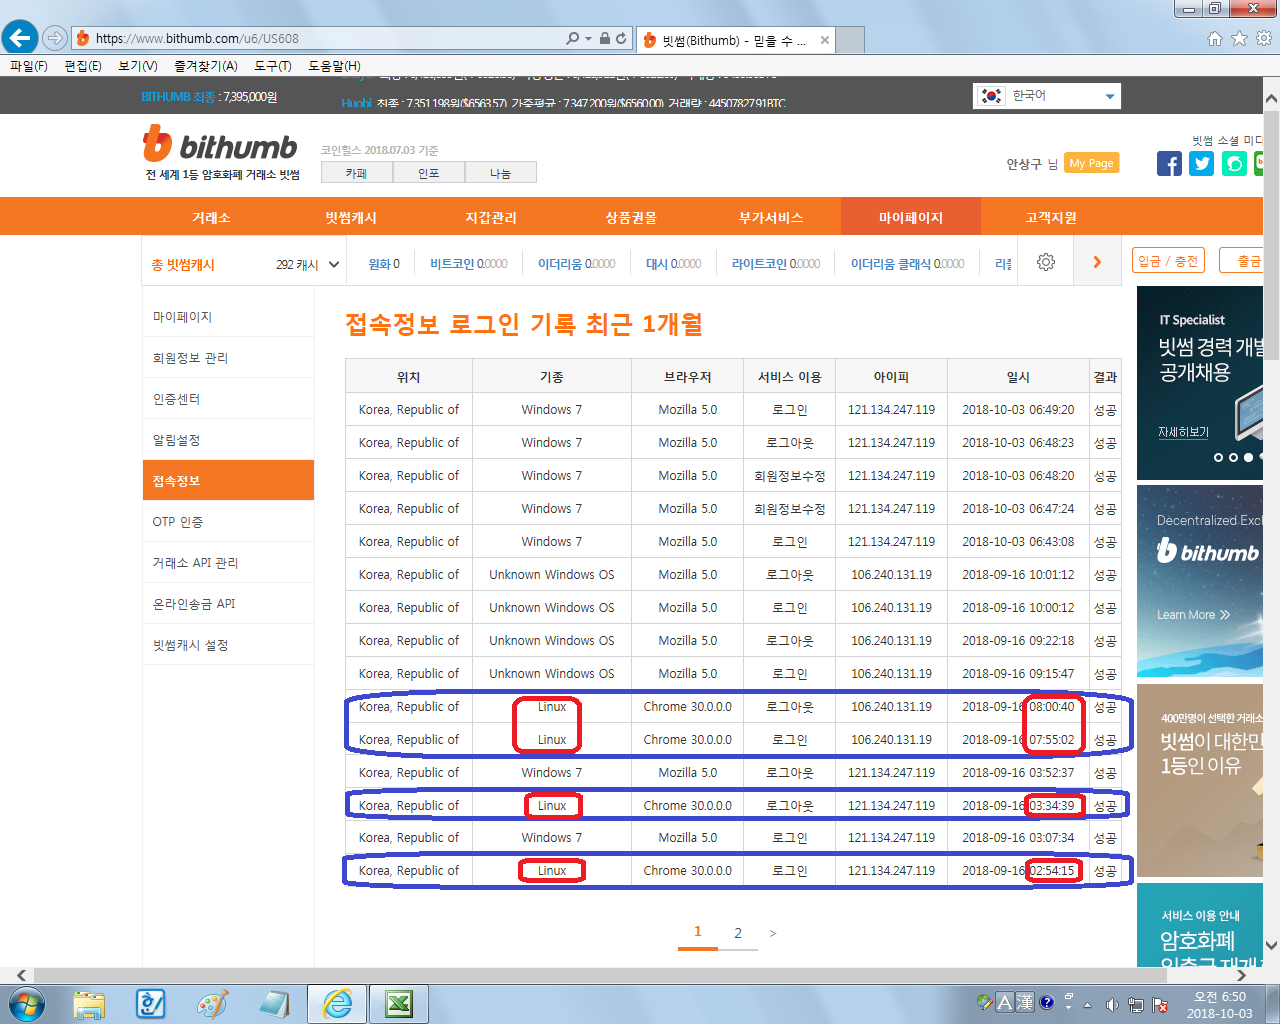 https://www.bithumb.com/u6/US608
빗썸(Bithumb) - 믿을 수 ...
파일(F) 편집(E) 보기(V) 즐겨찾기(A) 도구(T) 도움말(H)
BITHUMB 최종 : 7,395,000원
Huobi 최종 : 7,351,198원($6563.57) 가중평균 : 7,347,200원($6560.00) 거래량 : 44507.82791BTC
한국어
bithumb
전 세계 1등 암호화폐 거래소 빗썸
코인힐스 2018.07.03 기준
카페 인포 나눔
안상구 님 My Page
빗썸 소셜 미디
거래소 빗썸캐시 지갑관리 상품권몰 부가서비스 마이페이지 고객지원
총 빗썸캐시 292 캐시 원화 0 비트코인 0.0000 이더리움 0.0000 대시 0.0000 라이트코인 0.0000 이더리움 클래식 0.0000 리플
입금 / 충전 출금
마이페이지
회원정보 관리
인증센터
알림설정
접속정보
OTP 인증
거래소 API 관리
온라인송금 API
빗썸캐시 설정
접속정보 로그인 기록 최근 1개월
위치 기종 브라우저 서비스 이용 아이피 일시 결과
Korea, Republic of Windows 7 Mozilla 5.0 로그인 121.134.247.119 2018-10-03 06:49:20 성공
Korea, Republic of Windows 7 Mozilla 5.0 로그아웃 121.134.247.119 2018-10-03 06:48:23 성공
Korea, Republic of Windows 7 Mozilla 5.0 회원정보수정 121.134.247.119 2018-10-03 06:48:20 성공
Korea, Republic of Windows 7 Mozilla 5.0 회원정보수정 121.134.247.119 2018-10-03 06:47:24 성공
Korea, Republic of Windows 7 Mozilla 5.0 로그인 121.134.247.119 2018-10-03 06:43:08 성공
Korea, Republic of Unknown Windows OS Mozilla 5.0 로그아웃 106.240.131.19 2018-09-16 10:01:12 성공
Korea, Republic of Unknown Windows OS Mozilla 5.0 로그인 106.240.131.19 2018-09-16 10:00:12 성공
Korea, Republic of Unknown Windows OS Mozilla 5.0 로그아웃 106.240.131.19 2018-09-16 09:22:18 성공
Korea, Republic of Unknown Windows OS Mozilla 5.0 로그인 106.240.131.19 2018-09-16 09:15:47 성공
Korea, Republic of Linux Chrome 30.0.0.0 로그아웃 106.240.131.19 2018-09-16 08:00:40 성공
Korea, Republic of Linux Chrome 30.0.0.0 로그인 106.240.131.19 2018-09-16 07:55:02 성공
Korea, Republic of Windows 7 Mozilla 5.0 로그아웃 121.134.247.119 2018-09-16 03:52:37 성공
Korea, Republic of Linux Chrome 30.0.0.0 로그아웃 121.134.247.119 2018-09-16 03:34:39 성공
Korea, Republic of Windows 7 Mozilla 5.0 로그인 121.134.247.119 2018-09-16 03:07:34 성공
Korea, Republic of Linux Chrome 30.0.0.0 로그인 121.134.247.119 2018-09-16 02:54:15 성공
1 2 >
IT Specialist
빗썸 경력 개발
공개채용
자세히보기
Decentralized Excl
bithumb
Learn More
400만명이 선택한 거래소
빗썸이 대한민
1등인 이유
서비스 이용 안내
암호화폐
입출금 재개
A 漢
오전 6:50
2018-10-03